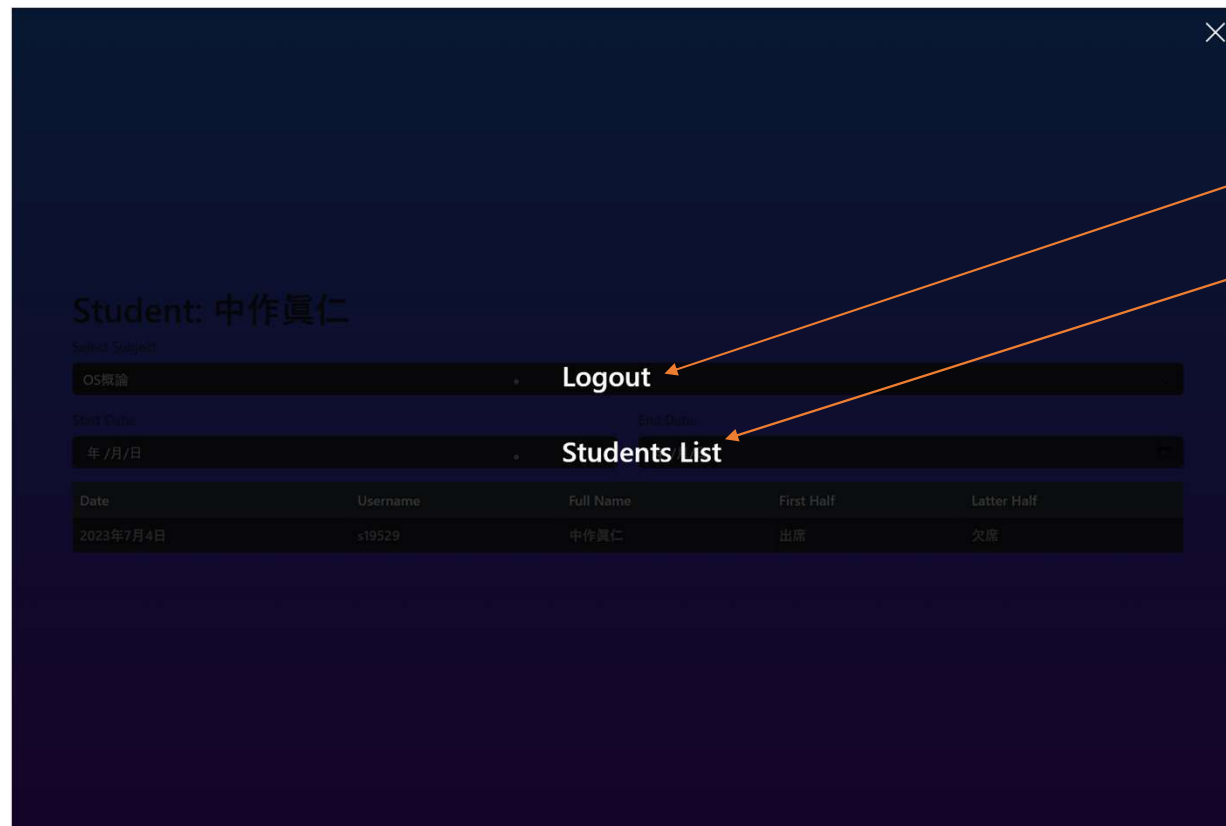 Student: 中作眞仁
Select Subject:
OS概論
Logout
Start Date:
End Date:
年 /月/日
Students List
Date Username Full Name First Half Latter Half
2023年7月4日 s19529 中作眞仁 出席 欠席